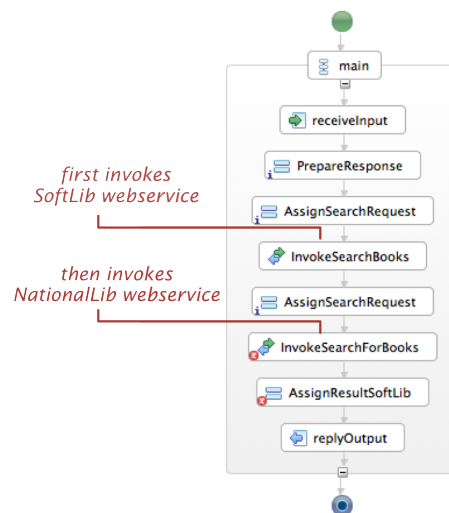 main
receiveInput
first invokes
SoftLib webservice
PrepareResponse
AssignSearchRequest
InvokeSearchBooks
then invokes
NationalLib webservice
AssignSearchRequest
InvokeSearchForBooks
AssignResultSoftLib
replyOutput